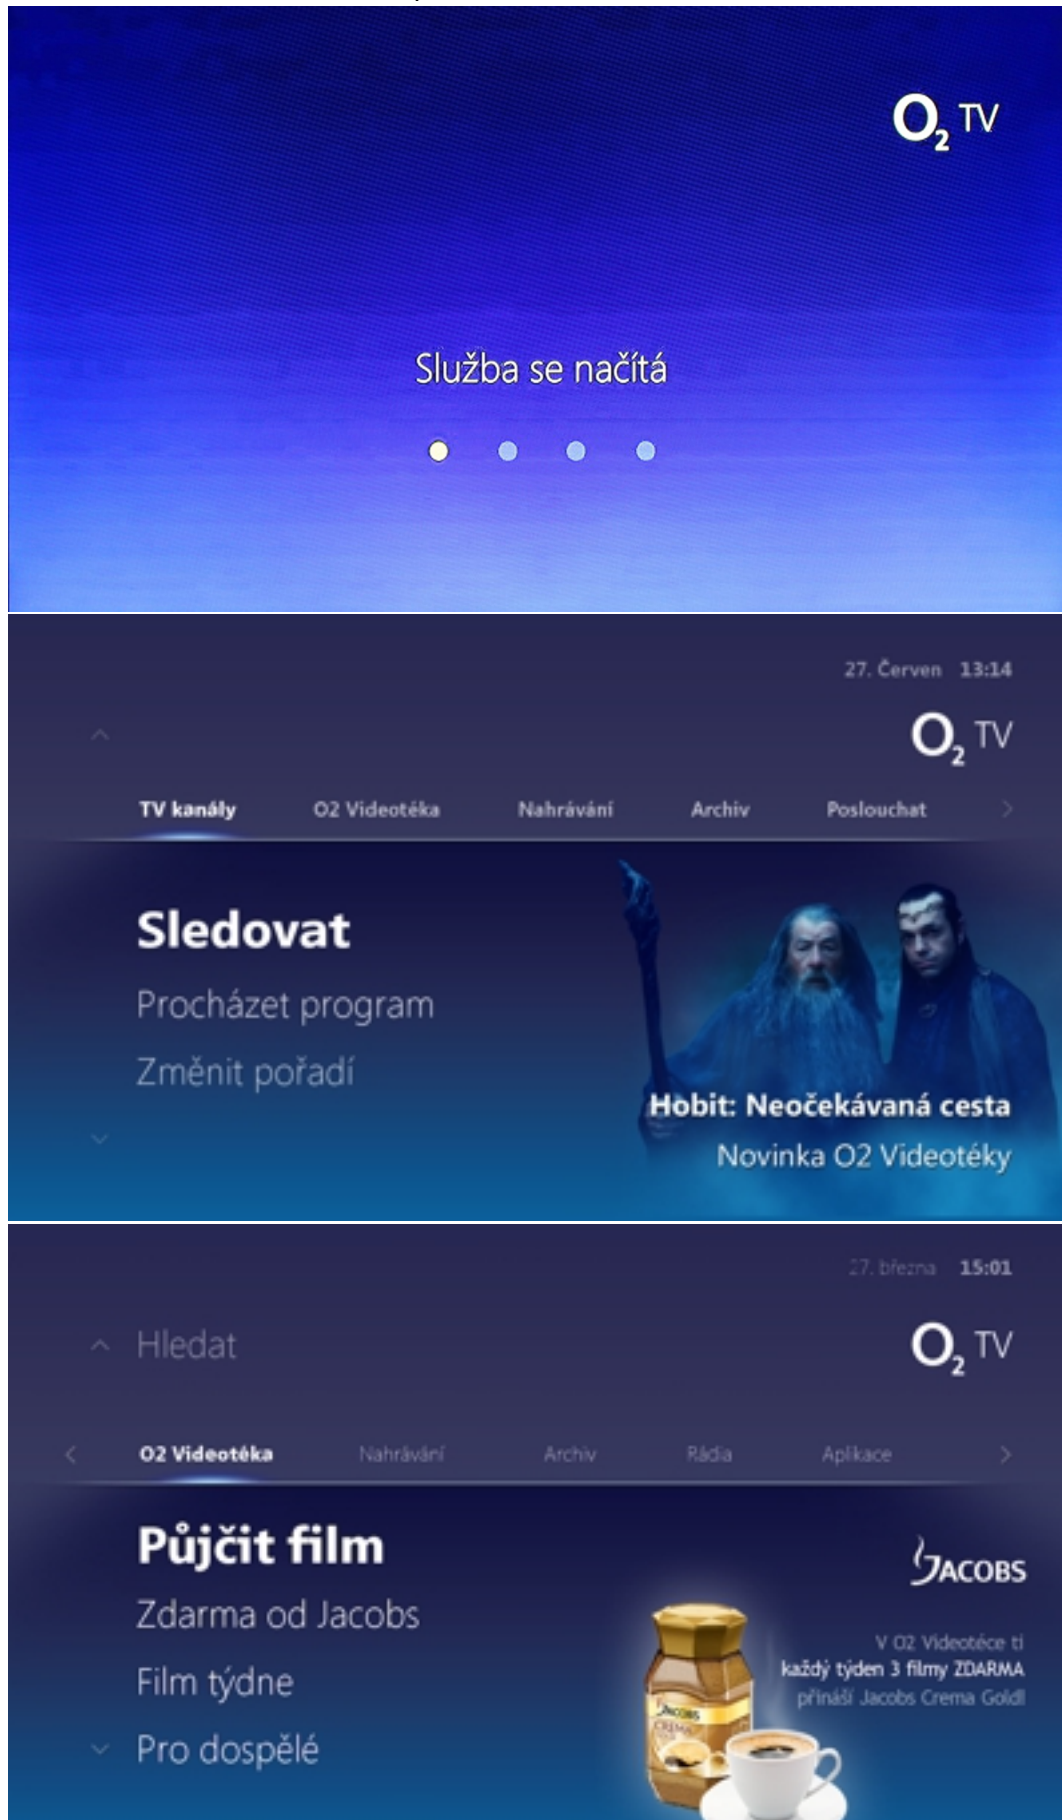 O2 TV
Služba se načítá
27. Červen 13:14
O2 TV
TV kanály O2 Videotéka Nahrávání Archiv Poslouchat
Sledovat
Procházet program
Změnit pořadí
Hobit: Neočekávaná cesta
Novinka O2 Videotéky
27. března 15:01
Hledat
O2 TV
O2 Videotéka Nahrávání Archiv Rádia Aplikace
Půjčit film
JACOBS
Zdarma od Jacobs
V O2 Videotéce ti
každý týden 3 filmy ZDARMA
přináší Jacobs Crema Gold!
Film týdne
JACOBS
CREMA
Pro dospělé